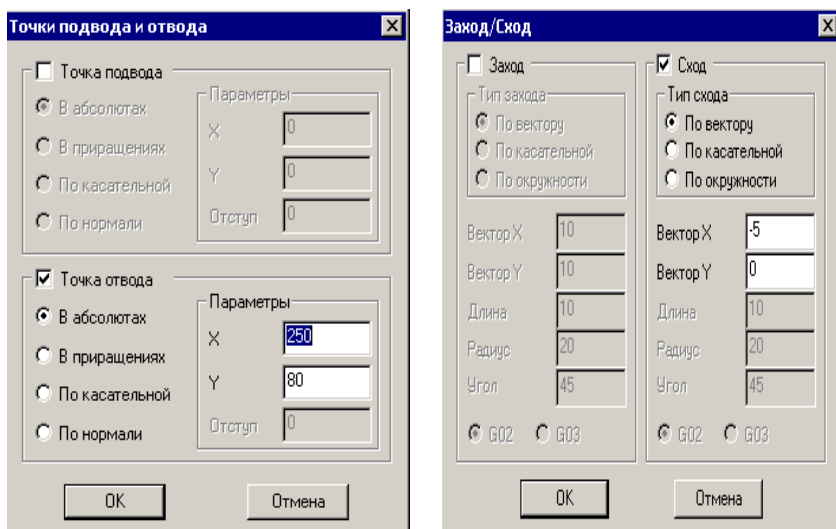 Точки подвода и отвода
Точка подвода
В абсолютах
В приращениях
По касательной
По нормали
Параметры
X 0
Y 0
Отступ 0
Точка отвода
В абсолютах
В приращениях
По касательной
По нормали
Параметры
X 250
Y 80
Отступ 0
OK Отмена
Заход/Сход
Заход
Тип захода
По вектору
По касательной
По окружности
Вектор X 10
Вектор Y 10
Длина 10
Радиус 20
Угол 45
G02 G03
Сход
Тип схода
По вектору
По касательной
По окружности
Вектор X -5
Вектор Y 0
Длина 10
Радиус 20
Угол 45
G02 G03
OK Отмена